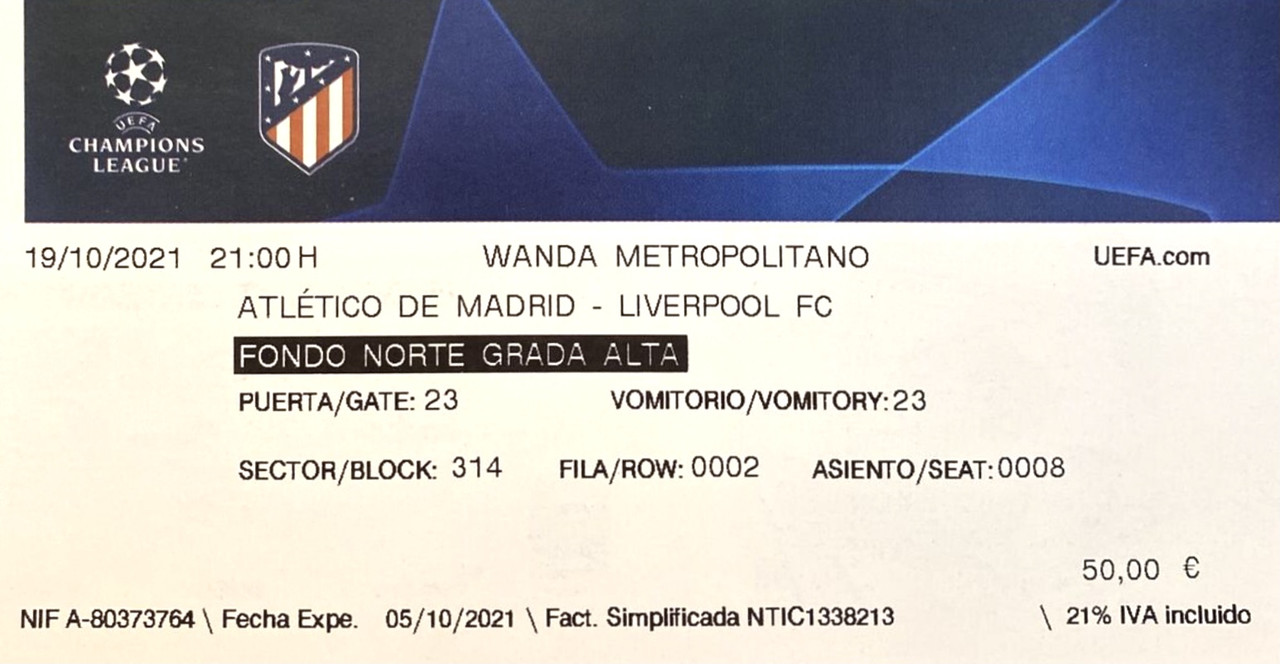 UEFA
CHAMPIONS
LEAGUE
19/10/2021 21:00 H WANDA METROPOLITANO UEFA.com
ATLÉTICO DE MADRID - LIVERPOOL FC
FONDO NORTE GRADA ALTA
PUERTA/GATE: 23 VOMITORIO/VOMITORY: 23
SECTOR/BLOCK: 314 FILA/ROW: 0002 ASIENTO/SEAT: 0008
50,00 €
NIF A-80373764 \ Fecha Expe. 05/10/2021 \ Fact. Simplificada NTIC1338213 \ 21% IVA incluido